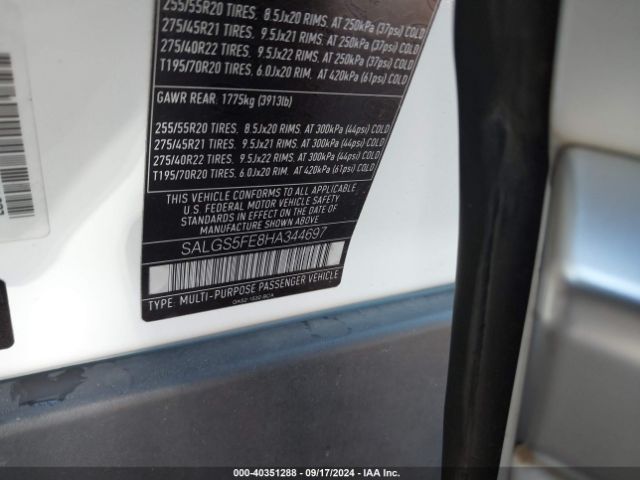 255/55R20 TIRES. 8.5Jx20 RIMS. AT 250kPa (37psi) COLD
275/45R21 TIRES. 9.5Jx21 RIMS. AT 250kPa (37psi) COLD
275/40R22 TIRES. 9.5Jx22 RIMS. AT 250kPa (37psi) COLD
T195/70R20 TIRES. 6.0Jx20 RIM. AT 420kPa (61psi) COLD
GAWR REAR: 1775kg (3913lb)
255/55R20 TIRES. 8.5Jx20 RIMS. AT 300kPa (44psi) COLD
275/45R21 TIRES. 9.5Jx21 RIMS. AT 300kPa (44psi) COLD
275/40R22 TIRES. 9.5Jx22 RIMS. AT 300kPa (44psi) COLD
T195/70R20 TIRES. 6.0Jx20 RIM. AT 420kPa (61psi) COLD
THIS VEHICLE CONFORMS TO ALL APPLICABLE
U.S. FEDERAL MOTOR VEHICLE SAFETY
STANDARDS IN EFFECT ON THE DATE OF
MANUFACTURE SHOWN ABOVE
SALGS5FE8HA344697
TYPE: MULTI-PURPOSE PASSENGER VEHICLE
000-40351288 - 09/17/2024 - IAA Inc.